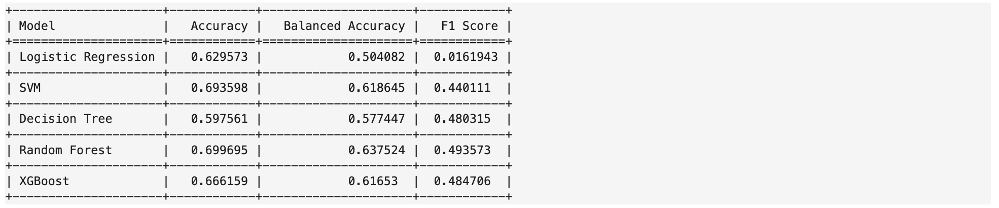 +---------------------+------------+---------------------+------------+
| Model               |   Accuracy |   Balanced Accuracy |   F1 Score |
+=====================+============+=====================+============+
| Logistic Regression |   0.629573 |            0.504082 |  0.0161943 |
+---------------------+------------+---------------------+------------+
| SVM                 |   0.693598 |            0.618645 |  0.440111  |
+---------------------+------------+---------------------+------------+
| Decision Tree       |   0.597561 |            0.577447 |  0.480315  |
+---------------------+------------+---------------------+------------+
| Random Forest       |   0.699695 |            0.637524 |  0.493573  |
+---------------------+------------+---------------------+------------+
| XGBoost             |   0.666159 |            0.61653  |  0.484706  |
+---------------------+------------+---------------------+------------+